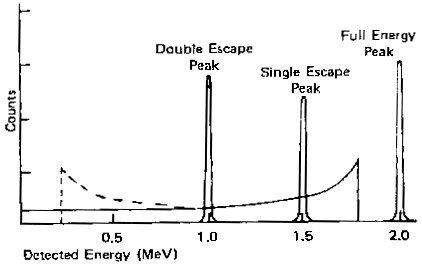 Double Escape
Peak
Single Escape
Peak
Full Energy
Peak
Counts
0.5
1.0
1.5
2.0
Detected Energy (MeV)